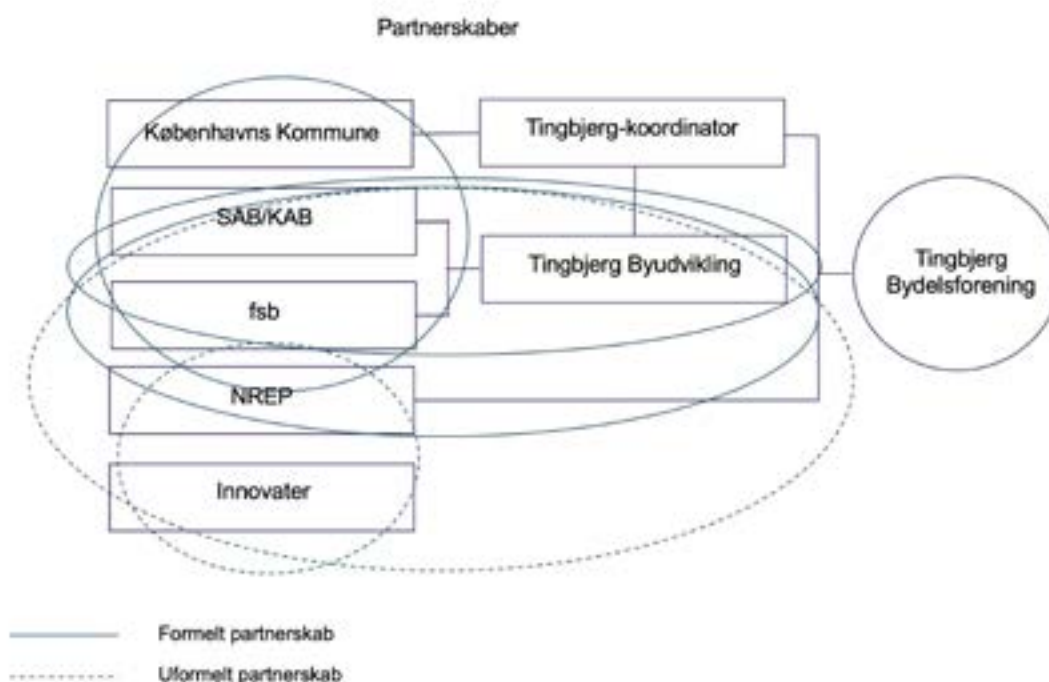 Partnerskaber
Københavns Kommune
Tingbjerg-koordinator
SAB/KAB
Tingbjerg Byudvikling
Tingbjerg
Bydelsforening
fsb
NREP
Innovater
Formelt partnerskab
Uformelt partnerskab